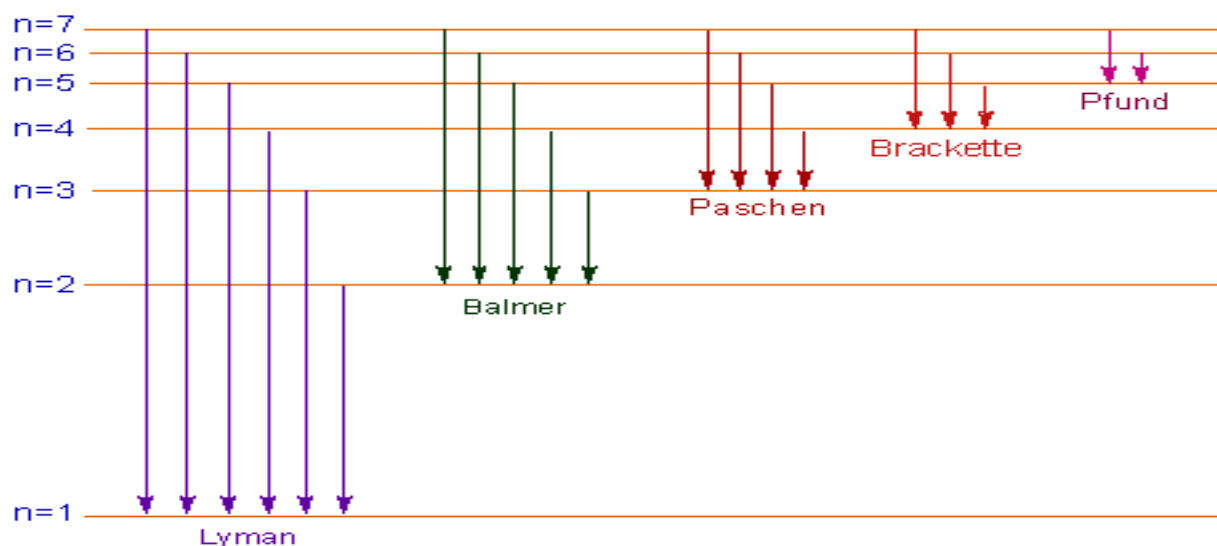 n=7
n=6
n=5
Pfund
n=4
Brackette
n=3
Paschen
n=2
Balmer
n=1
Lyman